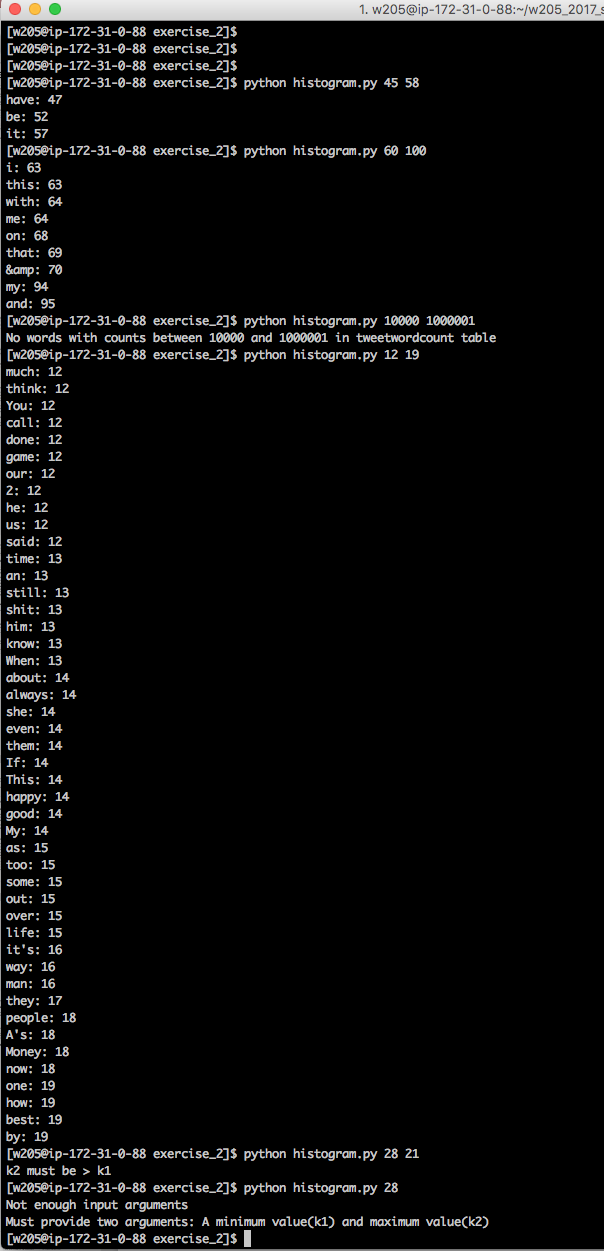 1. w205@ip-172-31-0-88:~/w205_2017_s
[w205@ip-172-31-0-88 exercise_2]$
[w205@ip-172-31-0-88 exercise_2]$
[w205@ip-172-31-0-88 exercise_2]$
[w205@ip-172-31-0-88 exercise_2]$ python histogram.py 45 58
have: 47
be: 52
it: 57
[w205@ip-172-31-0-88 exercise_2]$ python histogram.py 60 100
i: 63
this: 63
with: 64
me: 64
on: 68
that: 69
&amp: 70
my: 94
and: 95
[w205@ip-172-31-0-88 exercise_2]$ python histogram.py 10000 1000001
No words with counts between 10000 and 1000001 in tweetwordcount table
[w205@ip-172-31-0-88 exercise_2]$ python histogram.py 12 19
much: 12
think: 12
You: 12
call: 12
done: 12
game: 12
our: 12
2: 12
he: 12
us: 12
said: 12
time: 13
an: 13
still: 13
shit: 13
him: 13
know: 13
When: 13
about: 14
always: 14
she: 14
even: 14
them: 14
If: 14
This: 14
happy: 14
good: 14
My: 14
as: 15
too: 15
some: 15
out: 15
over: 15
life: 15
it's: 16
way: 16
man: 16
they: 17
people: 18
A's: 18
Money: 18
now: 18
one: 19
how: 19
best: 19
by: 19
[w205@ip-172-31-0-88 exercise_2]$ python histogram.py 28 21
k2 must be > k1
[w205@ip-172-31-0-88 exercise_2]$ python histogram.py 28
Not enough input arguments
Must provide two arguments: A minimum value(k1) and maximum value(k2)
[w205@ip-172-31-0-88 exercise_2]$